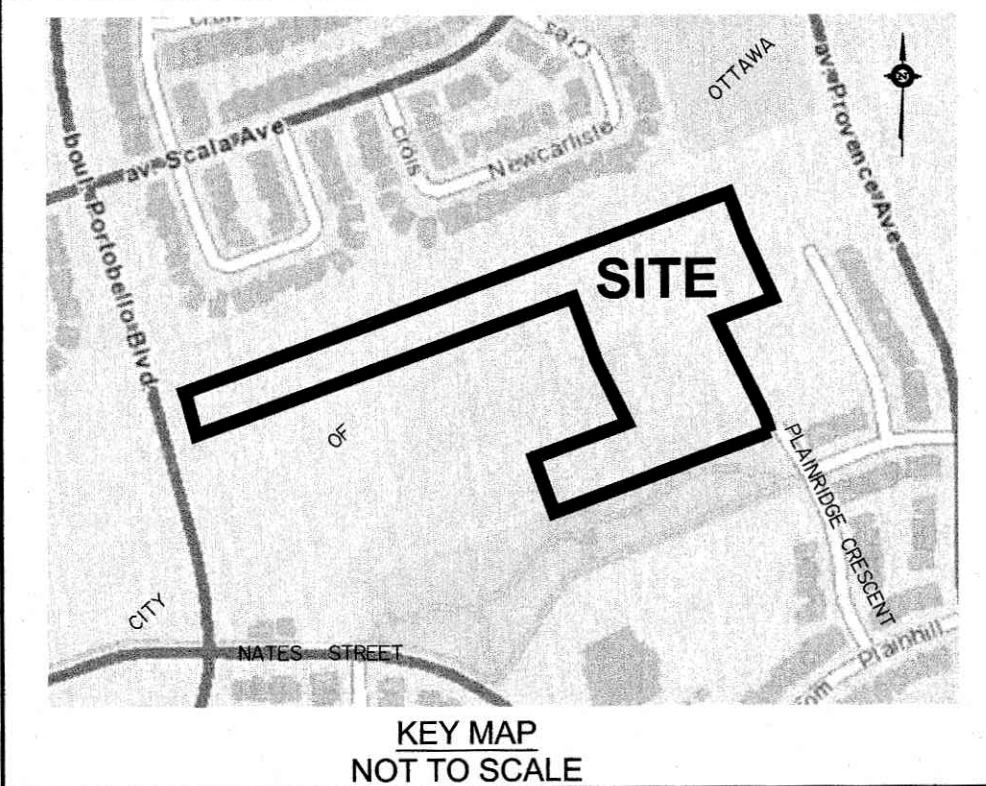 Crois
OTTAWA
N
Cres
av. Provence Ave
av. Scala Ave
Crois
Newcarlisle
boul. Portobello Blvd
SITE
OF
PLAINRIDGE CRESCENT
CITY
NATES STREET
Plainhill
KEY MAP
NOT TO SCALE